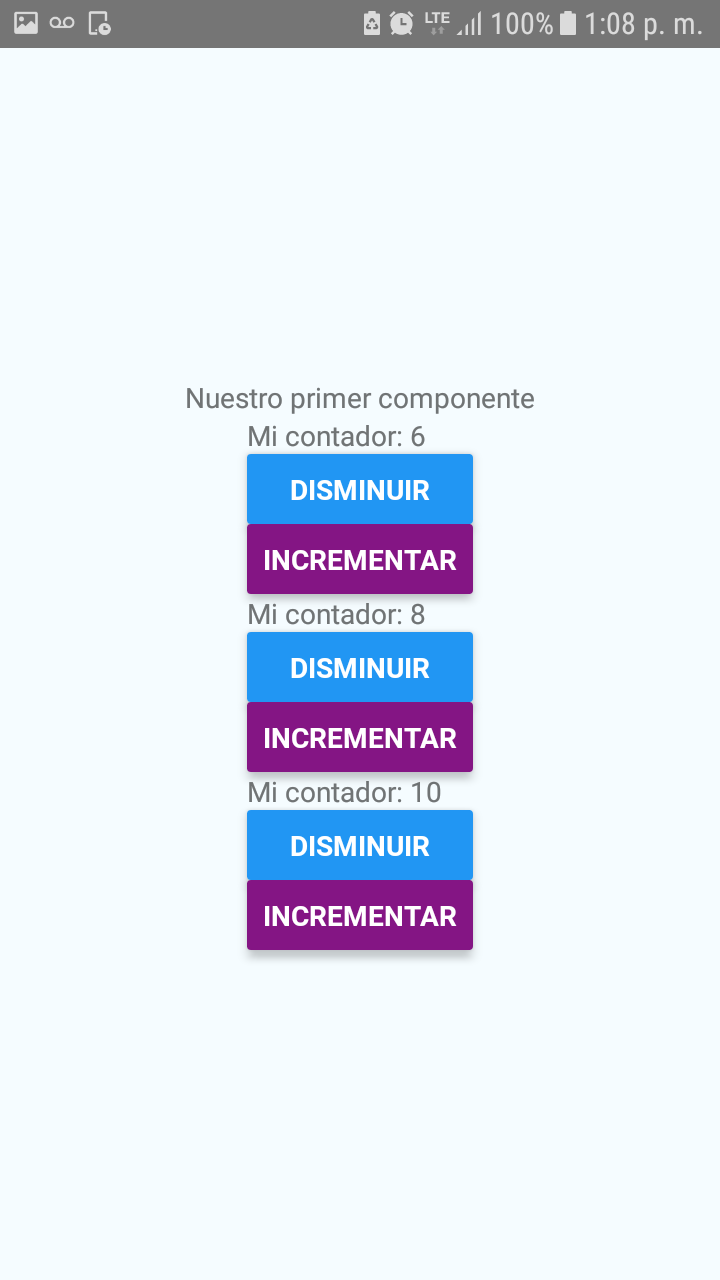 LTE 100% 1:08 p. m.
Nuestro primer componente
Mi contador: 6
DISMINUIR
INCREMENTAR
Mi contador: 8
DISMINUIR
INCREMENTAR
Mi contador: 10
DISMINUIR
INCREMENTAR